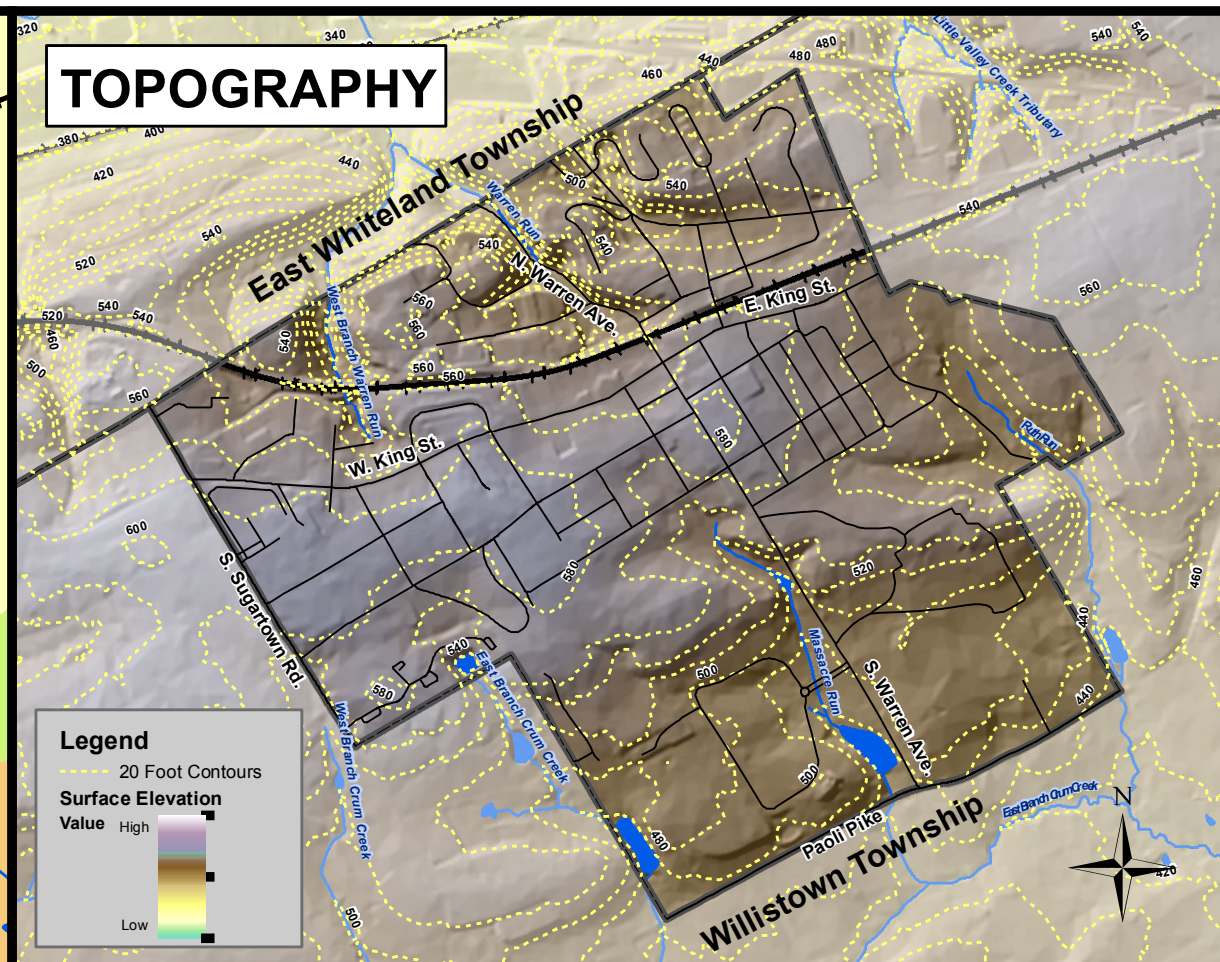 TOPOGRAPHY
320
340
380
400
420
440
460
440
480
480
540
540
Little Valley Creek Tributary
East Whiteland Township
Warren Run
500
540
540
540
540
520
540
540
520
460
500
560
540
N. Warren Ave.
E. King St.
560
560
560
560
560
West Branch Warren Run
W. King St.
580
Ruth Run
600
S. Sugartown Rd.
580
520
460
440
540
580
East Branch Crum Creek
West Branch Crum Creek
500
Massacre Run
S. Warren Ave.
500
440
480
Paoli Pike
Willistown Township
East Branch Crum Creek
N
420
500
Legend
20 Foot Contours
Surface Elevation
Value
High
Low